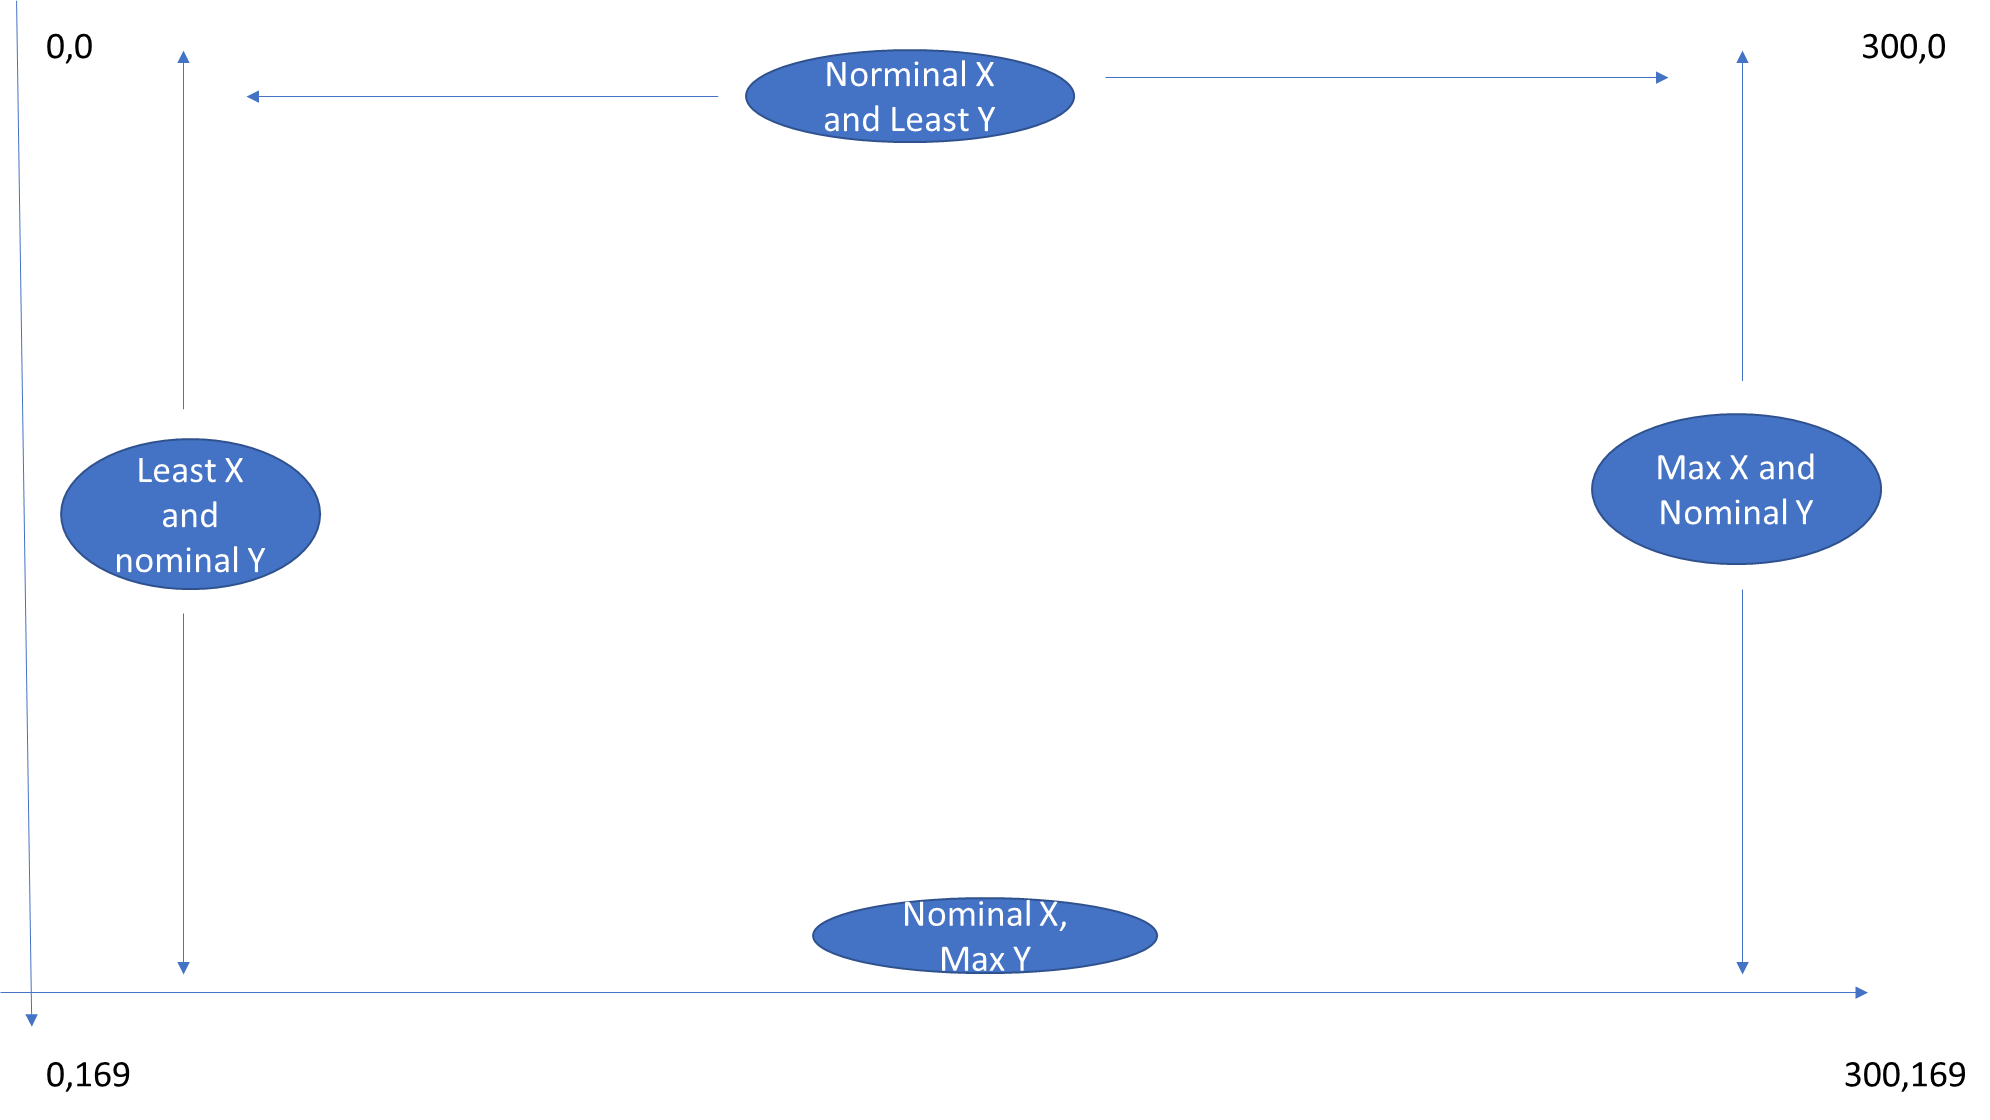 0,0
Norminal X
and Least Y
300,0
Least X
and
nominal Y
Max X and
Nominal Y
Nominal X,
Max Y
0,169
300,169